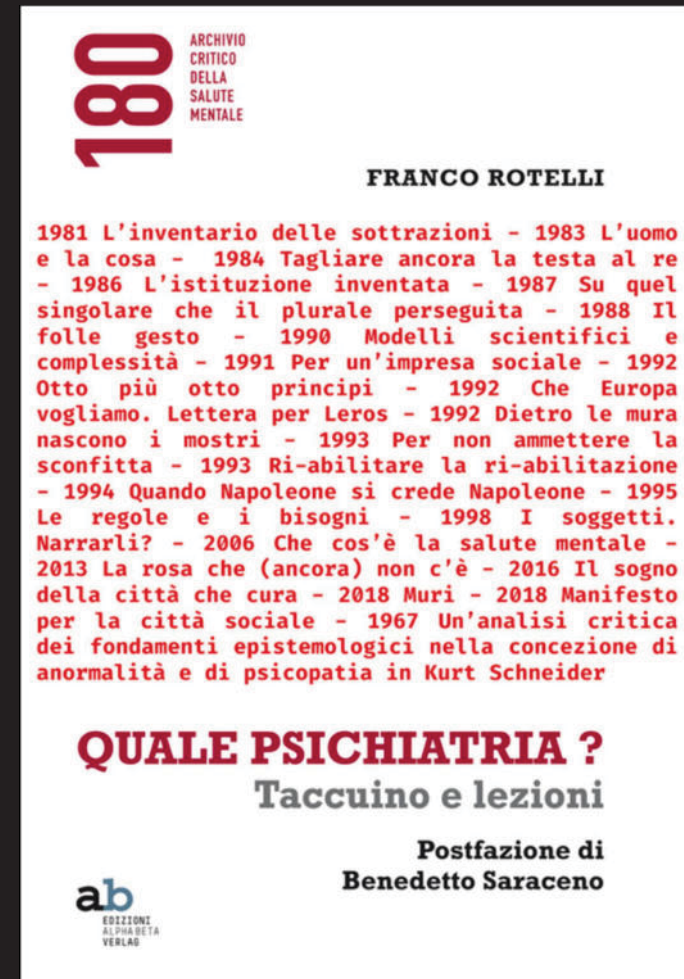 180
ARCHIVIO
CRITICO
DELLA
SALUTE
MENTALE
FRANCO ROTELLI
1981 L'inventario delle sottrazioni – 1983 L'uomo
e la cosa – 1984 Tagliare ancora la testa al re
– 1986 L'istituzione inventata – 1987 Su quel
singolare che il plurale perseguita – 1988 Il
folle gesto – 1990 Modelli scientifici e
complessità – 1991 Per un'impresa sociale – 1992
Otto più otto principi – 1992 Che Europa
vogliamo. Lettera per Leros – 1992 Dietro le mura
nascono i mostri – 1993 Per non ammettere la
sconfitta – 1993 Ri-abilitare la ri-abilitazione
– 1994 Quando Napoleone si crede Napoleone – 1995
Le regole e i bisogni – 1998 I soggetti.
Narrarli? – 2006 Che cos'è la salute mentale –
2013 La rosa che (ancora) non c'è – 2016 Il sogno
della città che cura – 2018 Muri – 2018 Manifesto
per la città sociale – 1967 Un'analisi critica
dei fondamenti epistemologici nella concezione di
anormalità e di psicopatia in Kurt Schneider
QUALE PSICHIATRIA ?
Taccuino e lezioni
Postfazione di
Benedetto Saraceno
ab
EDIZIONI
ALPHABETA
VERLAG